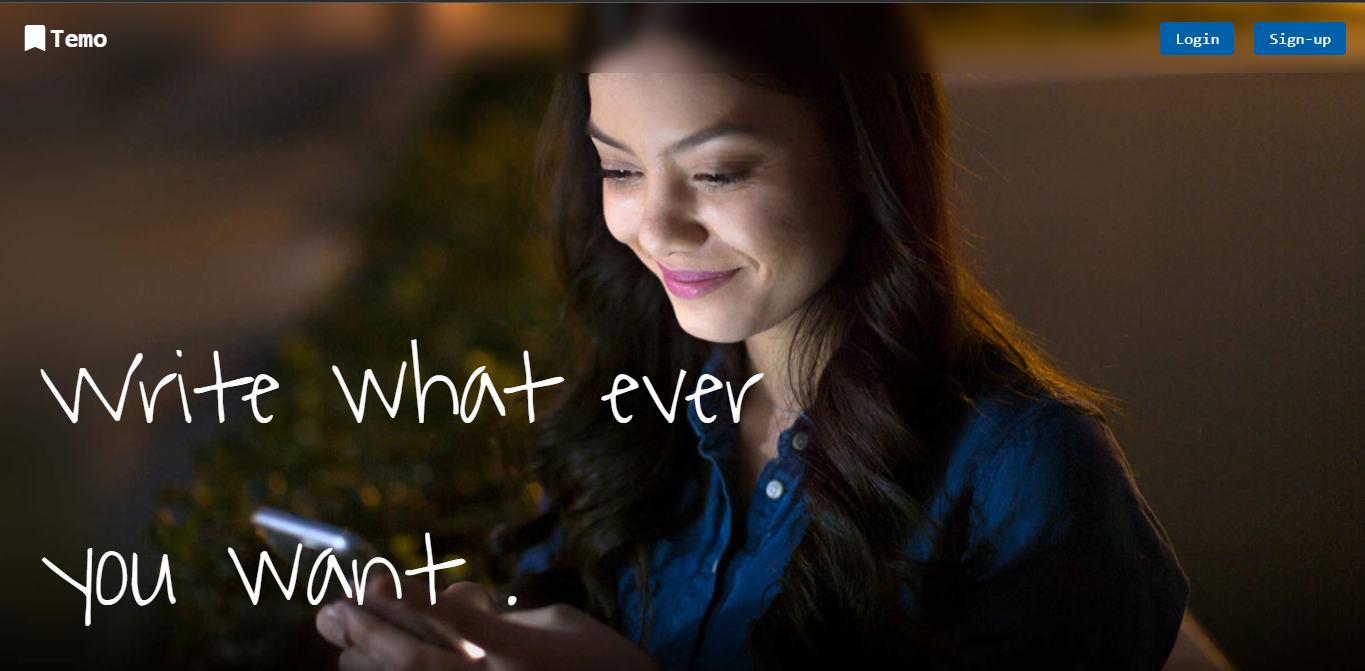 Temo
Login
Sign-up
Write what ever
you want .